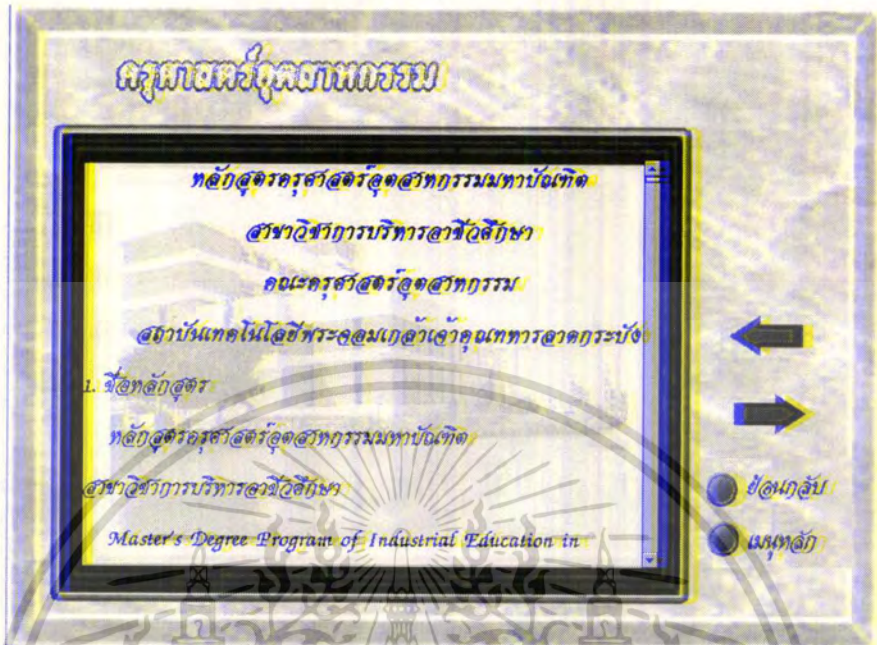 ครุศาสตร์อุตสาหกรรม
หลักสูตรครุศาสตร์อุตสาหกรรมมหาบัณฑิต
สาขาวิชาการบริหารอาชีวศึกษา
คณะครุศาสตร์อุตสาหกรรม
สถาบันเทคโนโลยีพระจอมเกล้าเจ้าคุณทหารลาดกระบัง
1. ชื่อหลักสูตร
หลักสูตรครุศาสตร์อุตสาหกรรมมหาบัณฑิต
สาขาวิชาการบริหารอาชีวศึกษา
Master's Degree Program of Industrial Education in
ย้อนกลับ
เมนูหลัก